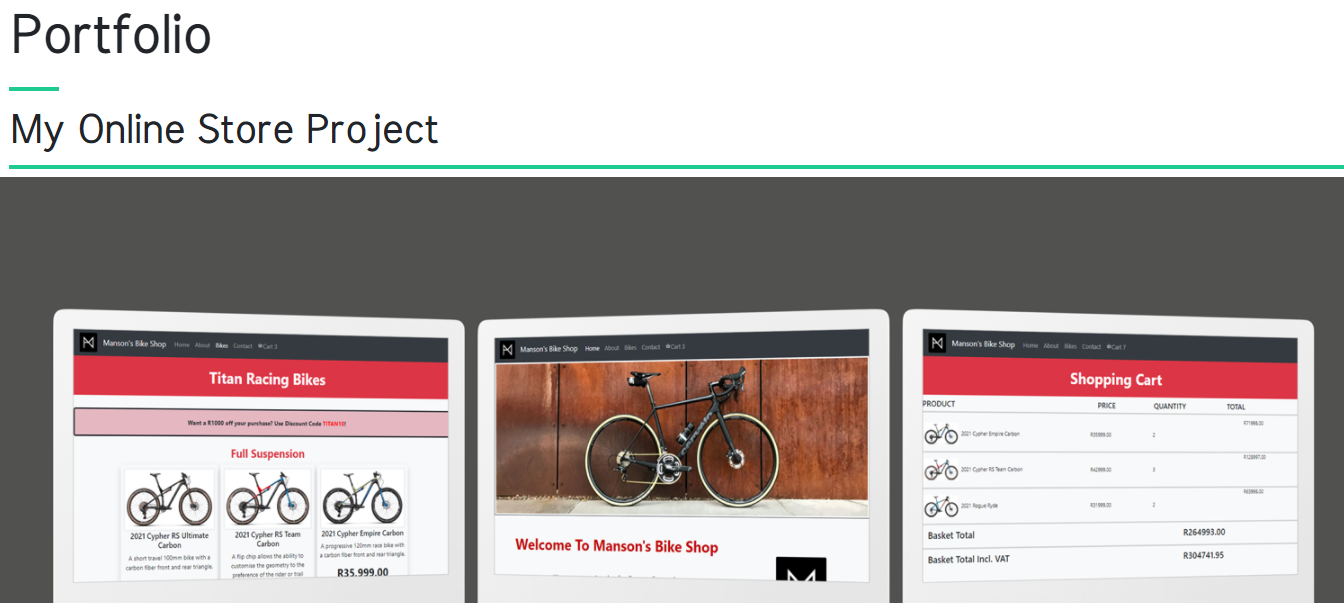 Portfolio
My Online Store Project
Manson's Bike Shop Home About Bikes Contact Cart 3
Titan Racing Bikes
Want a R1000 off your purchase? Use Discount Code
Full Suspension
2021 Cypher RS Ultimate
Carbon
A short travel 100mm bike with a
carbon fiber front and rear triangle.
2021 Cypher RS Team
Carbon
A flip chip allows the ability to
customise the geometry to the
preference of the rider or trail
2021 Cypher Empire Carbon
A progressive 120mm race bike with
a carbon fiber front and rear triangle.
R35.999.00
Manson's Bike Shop Home About Bikes Contact Cart 3
Welcome To Manson's Bike Shop
Manson's Bike Shop Home About Bikes Contact Cart 7
Shopping Cart
PRODUCT PRICE QUANTITY TOTAL
2021 Cypher Empire Carbon R35999.00 2 R71998.00
2021 Cypher RS Team Carbon R42999.00 3 R128997.00
2021 Rogue Ryde R31999.00 2 R63998.00
Basket Total R264993.00
Basket Total Incl. VAT R304741.95